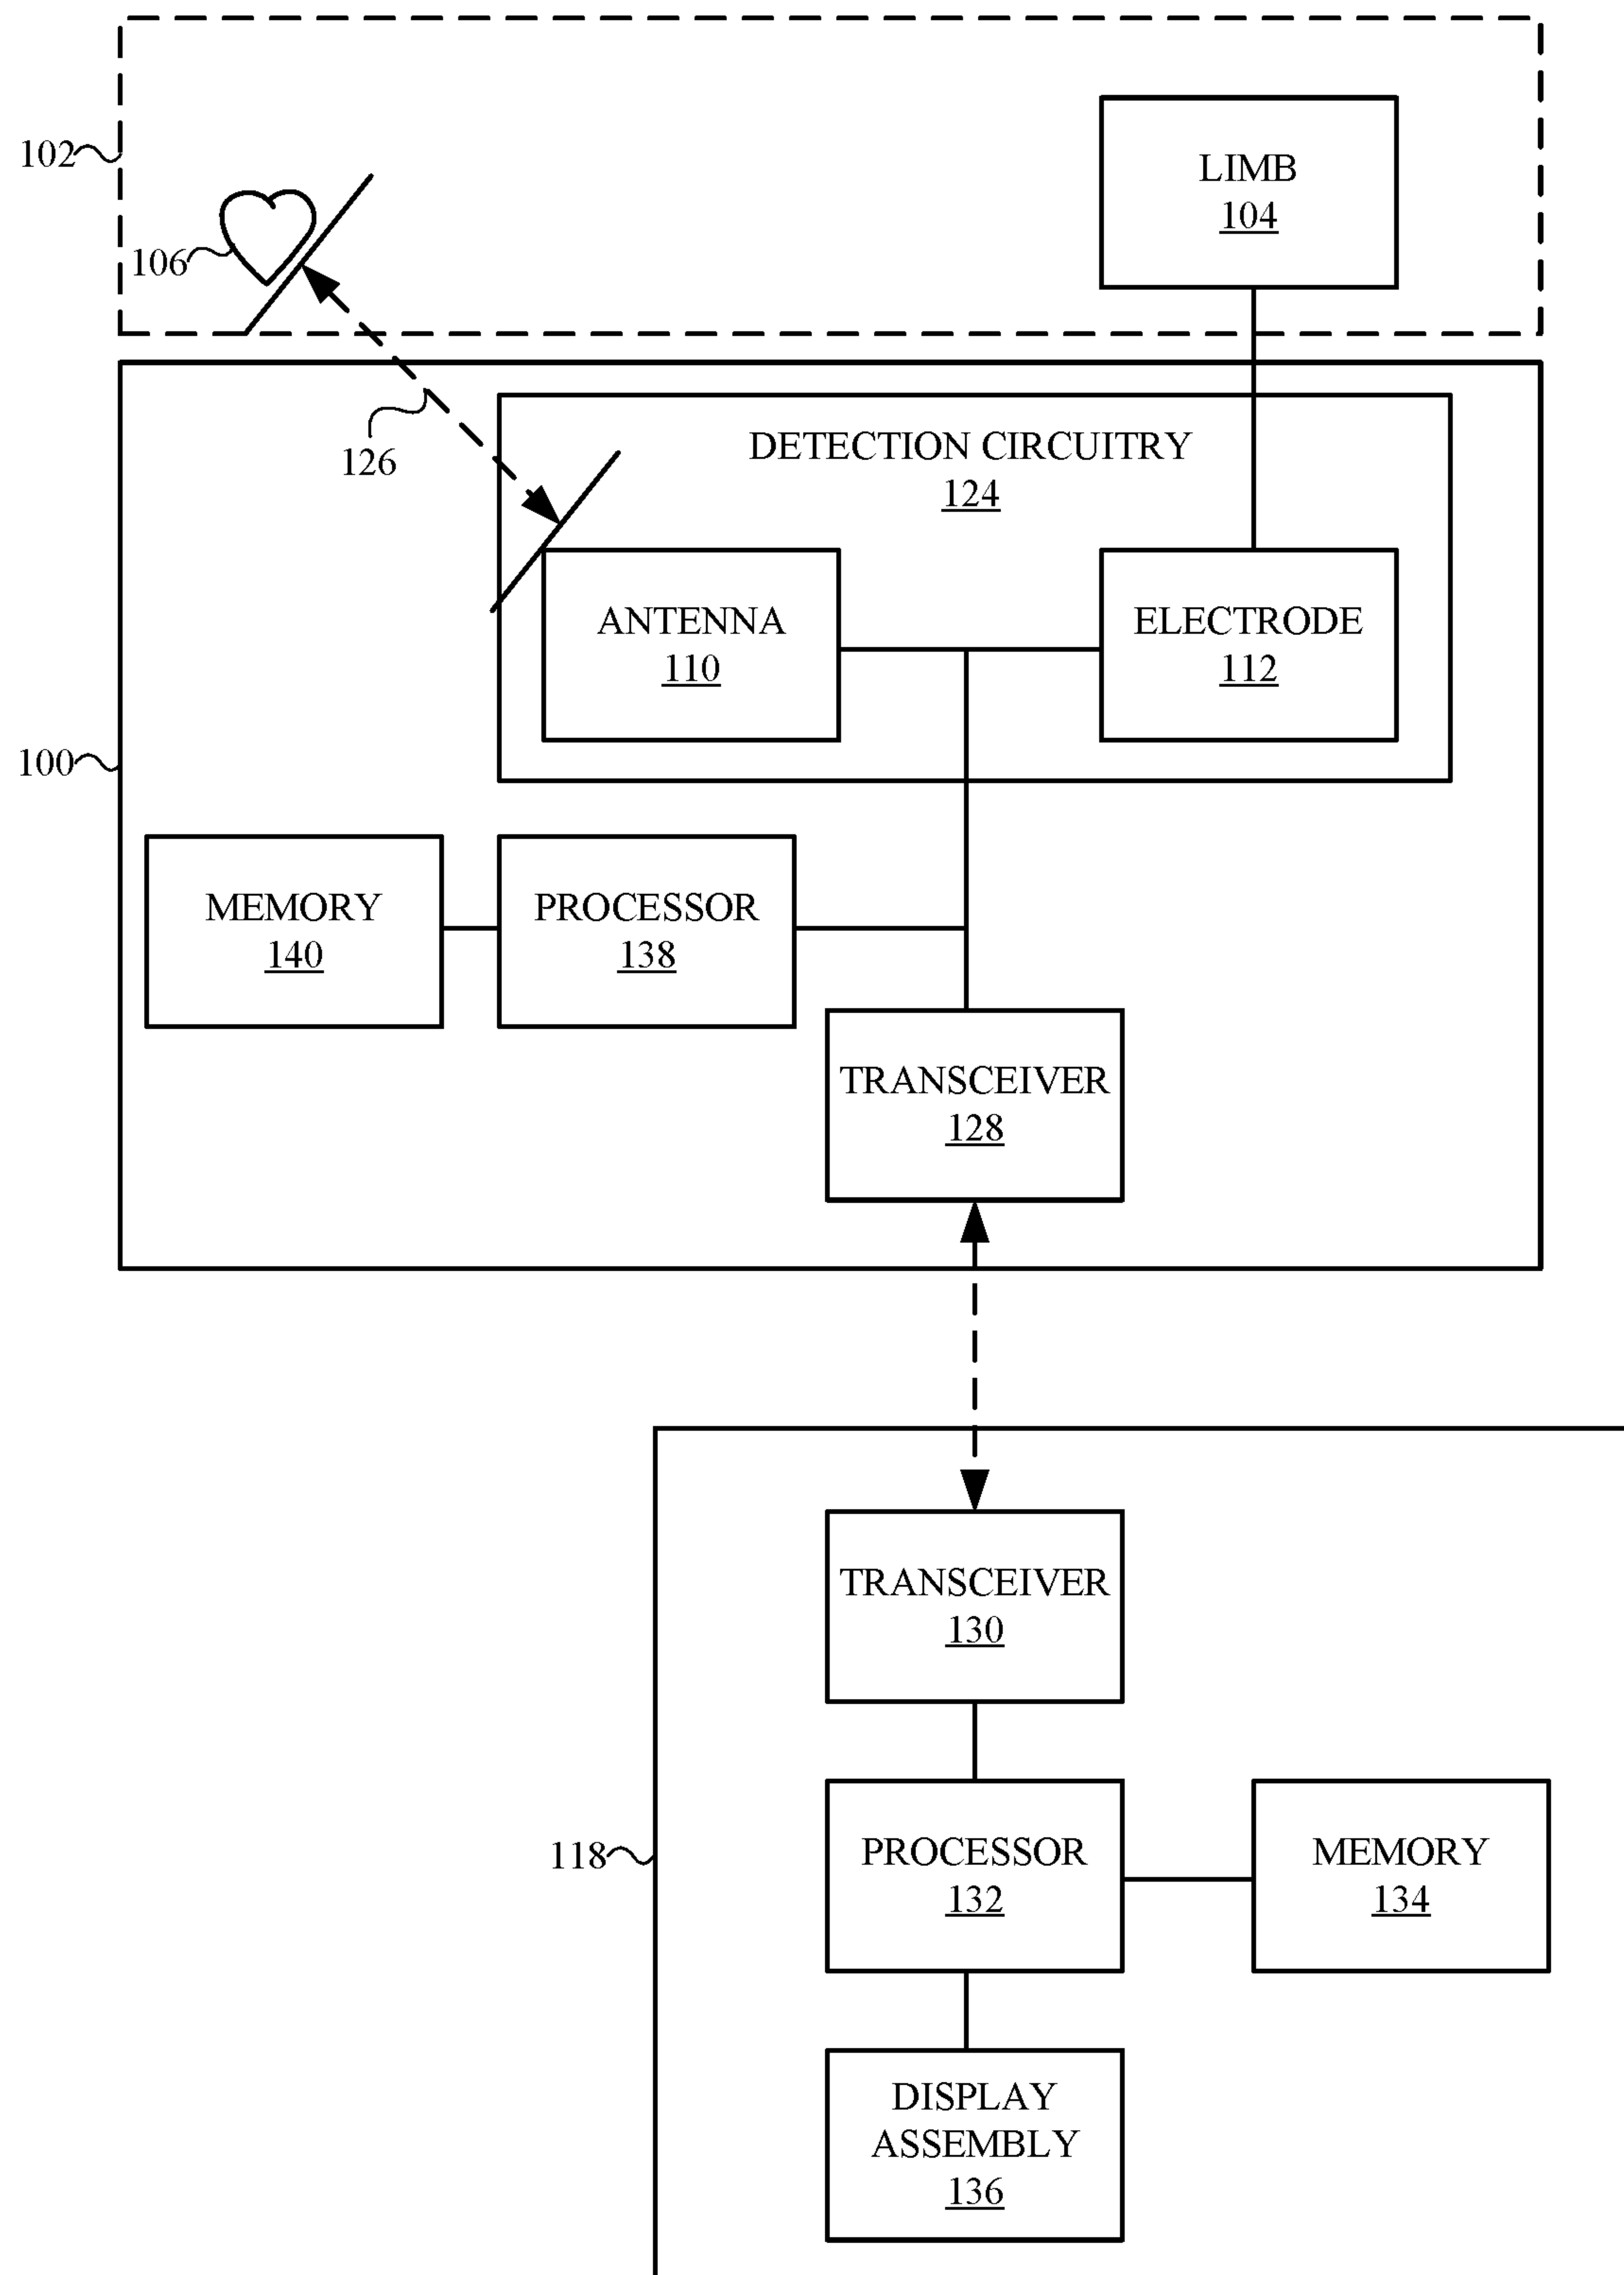 102
LIMB
104
106
126
DETECTION CIRCUITRY
124
ANTENNA
110
ELECTRODE
112
100
MEMORY
140
PROCESSOR
138
TRANSCEIVER
128
TRANSCEIVER
130
118
PROCESSOR
132
MEMORY
134
DISPLAY
ASSEMBLY
136